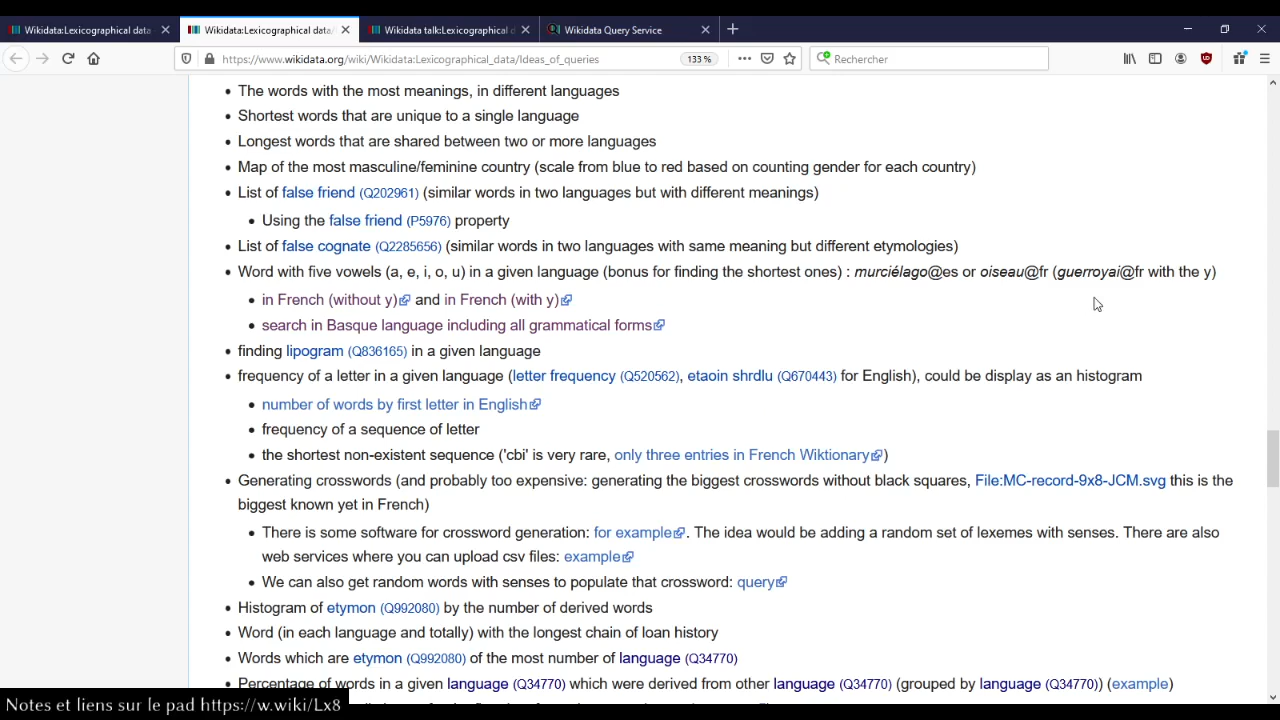 Wikidata:Lexicographical data
Wikidata:Lexicographical data/
Wikidata talk:Lexicographical d
Wikidata Query Service
https://www.wikidata.org/wiki/Wikidata:Lexicographical_data/Ideas_of_queries
133 %
Rechercher
• The words with the most meanings, in different languages
• Shortest words that are unique to a single language
• Longest words that are shared between two or more languages
• Map of the most masculine/feminine country (scale from blue to red based on counting gender for each country)
• List of false friend (Q202961) (similar words in two languages but with different meanings)
• Using the false friend (P5976) property
• List of false cognate (Q2285656) (similar words in two languages with same meaning but different etymologies)
• Word with five vowels (a, e, i, o, u) in a given language (bonus for finding the shortest ones) : murciélago@es or oiseau@fr (guerroyai@fr with the y)
• in French (without y) and in French (with y)
• search in Basque language including all grammatical forms
• finding lipogram (Q836165) in a given language
• frequency of a letter in a given language (letter frequency (Q520562), etaoin shrdlu (Q670443) for English), could be display as an histogram
• number of words by first letter in English
• frequency of a sequence of letter
• the shortest non-existent sequence ('cbi' is very rare, only three entries in French Wiktionary)
• Generating crosswords (and probably too expensive: generating the biggest crosswords without black squares, File:MC-record-9x8-JCM.svg this is the
biggest known yet in French)
• There is some software for crossword generation: for example. The idea would be adding a random set of lexemes with senses. There are also
web services where you can upload csv files: example
• We can also get random words with senses to populate that crossword: query
• Histogram of etymon (Q992080) by the number of derived words
• Word (in each language and totally) with the longest chain of loan history
• Words which are etymon (Q992080) of the most number of language (Q34770)
• Percentage of words in a given language (Q34770) which were derived from other language (Q34770) (grouped by language (Q34770)) (example)
Notes et liens sur le pad https://w.wiki/Lx8